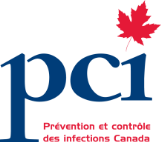 pci
Prévention et contrôle
des infections Canada